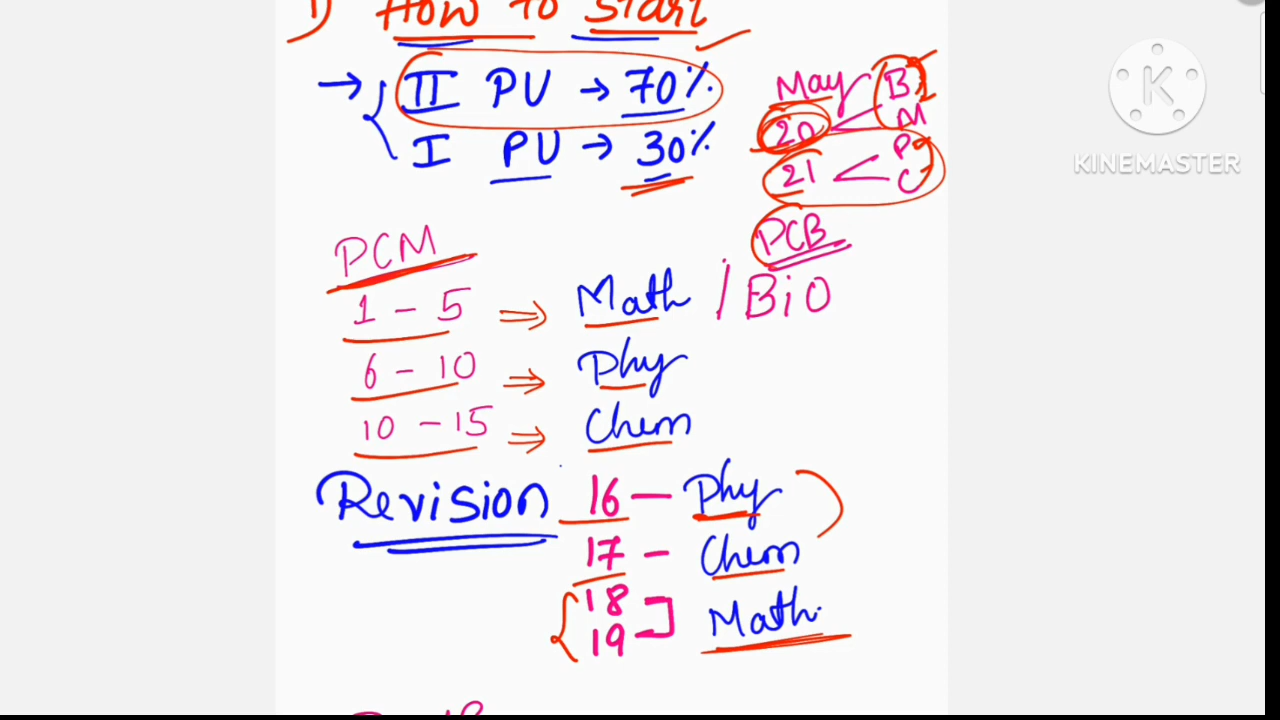 1) How to Start
→ II PU → 70%
I PU → 30%
May B
20 < M
21 < P
C
PCB
KINEMASTER
PCM
1 - 5 ⇒ Math / BiO
6 - 10 ⇒ Phy
10 - 15 ⇒ Chem
Revision 16 — Phy
17 - Chem
18
19 ] Math